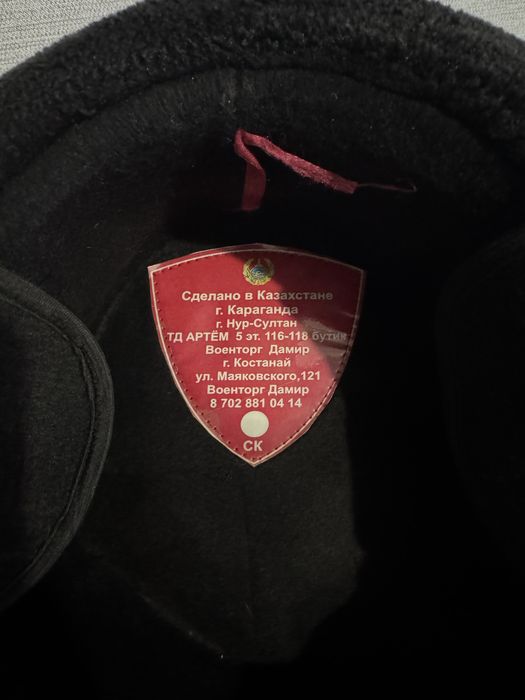 Сделано в Казахстане
г. Караганда
г. Нур-Султан
ТД АРТЁМ 5 эт. 116-118 бутик
Военторг Дамир
г. Костанай
ул. Маяковского,121
Военторг Дамир
8 702 881 04 14
СК